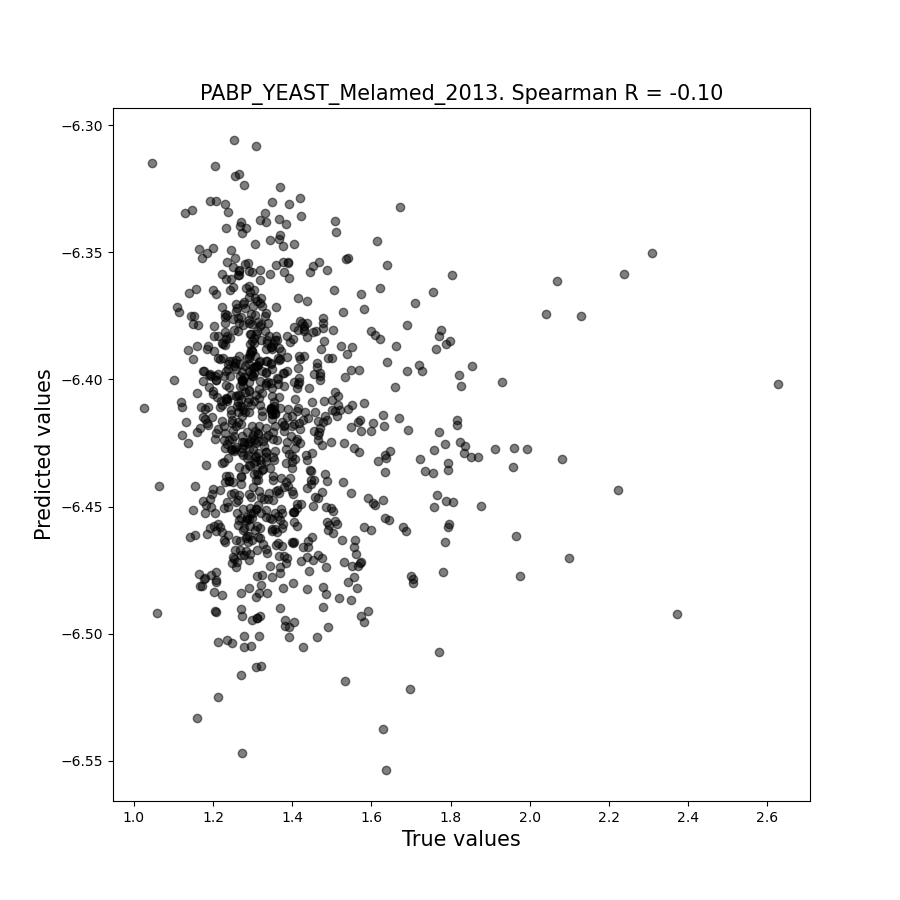 PABP_YEAST_Melamed_2013. Spearman R = -0.10
−6.30
−6.35
−6.40
−6.45
−6.50
−6.55
Predicted values
1.0 1.2 1.4 1.6 1.8 2.0 2.2 2.4 2.6
True values